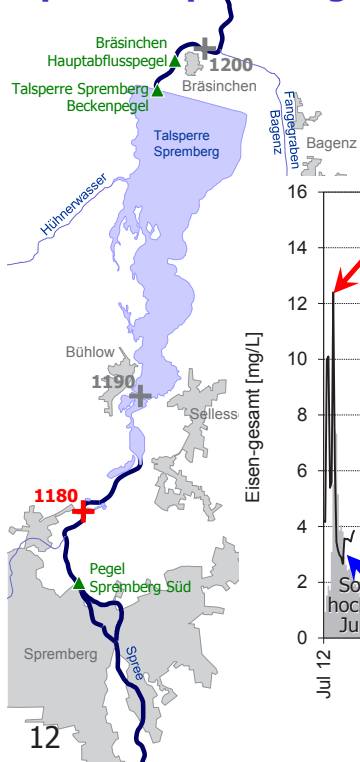 Bräsinchen
Hauptabflusspegel
1200
Bräsinchen
Talsperre Spremberg
Beckenpegel
Fangegraben
Bagenz
Bagenz
Talsperre
Spremberg
Hühnerwasser
Bühlow
1190
1180
Pegel
Spremberg Süd
Spremberg
Spree
12
Eisen-gesamt [mg/L]
16
14
12
10
8
6
4
2
0
Jul 12